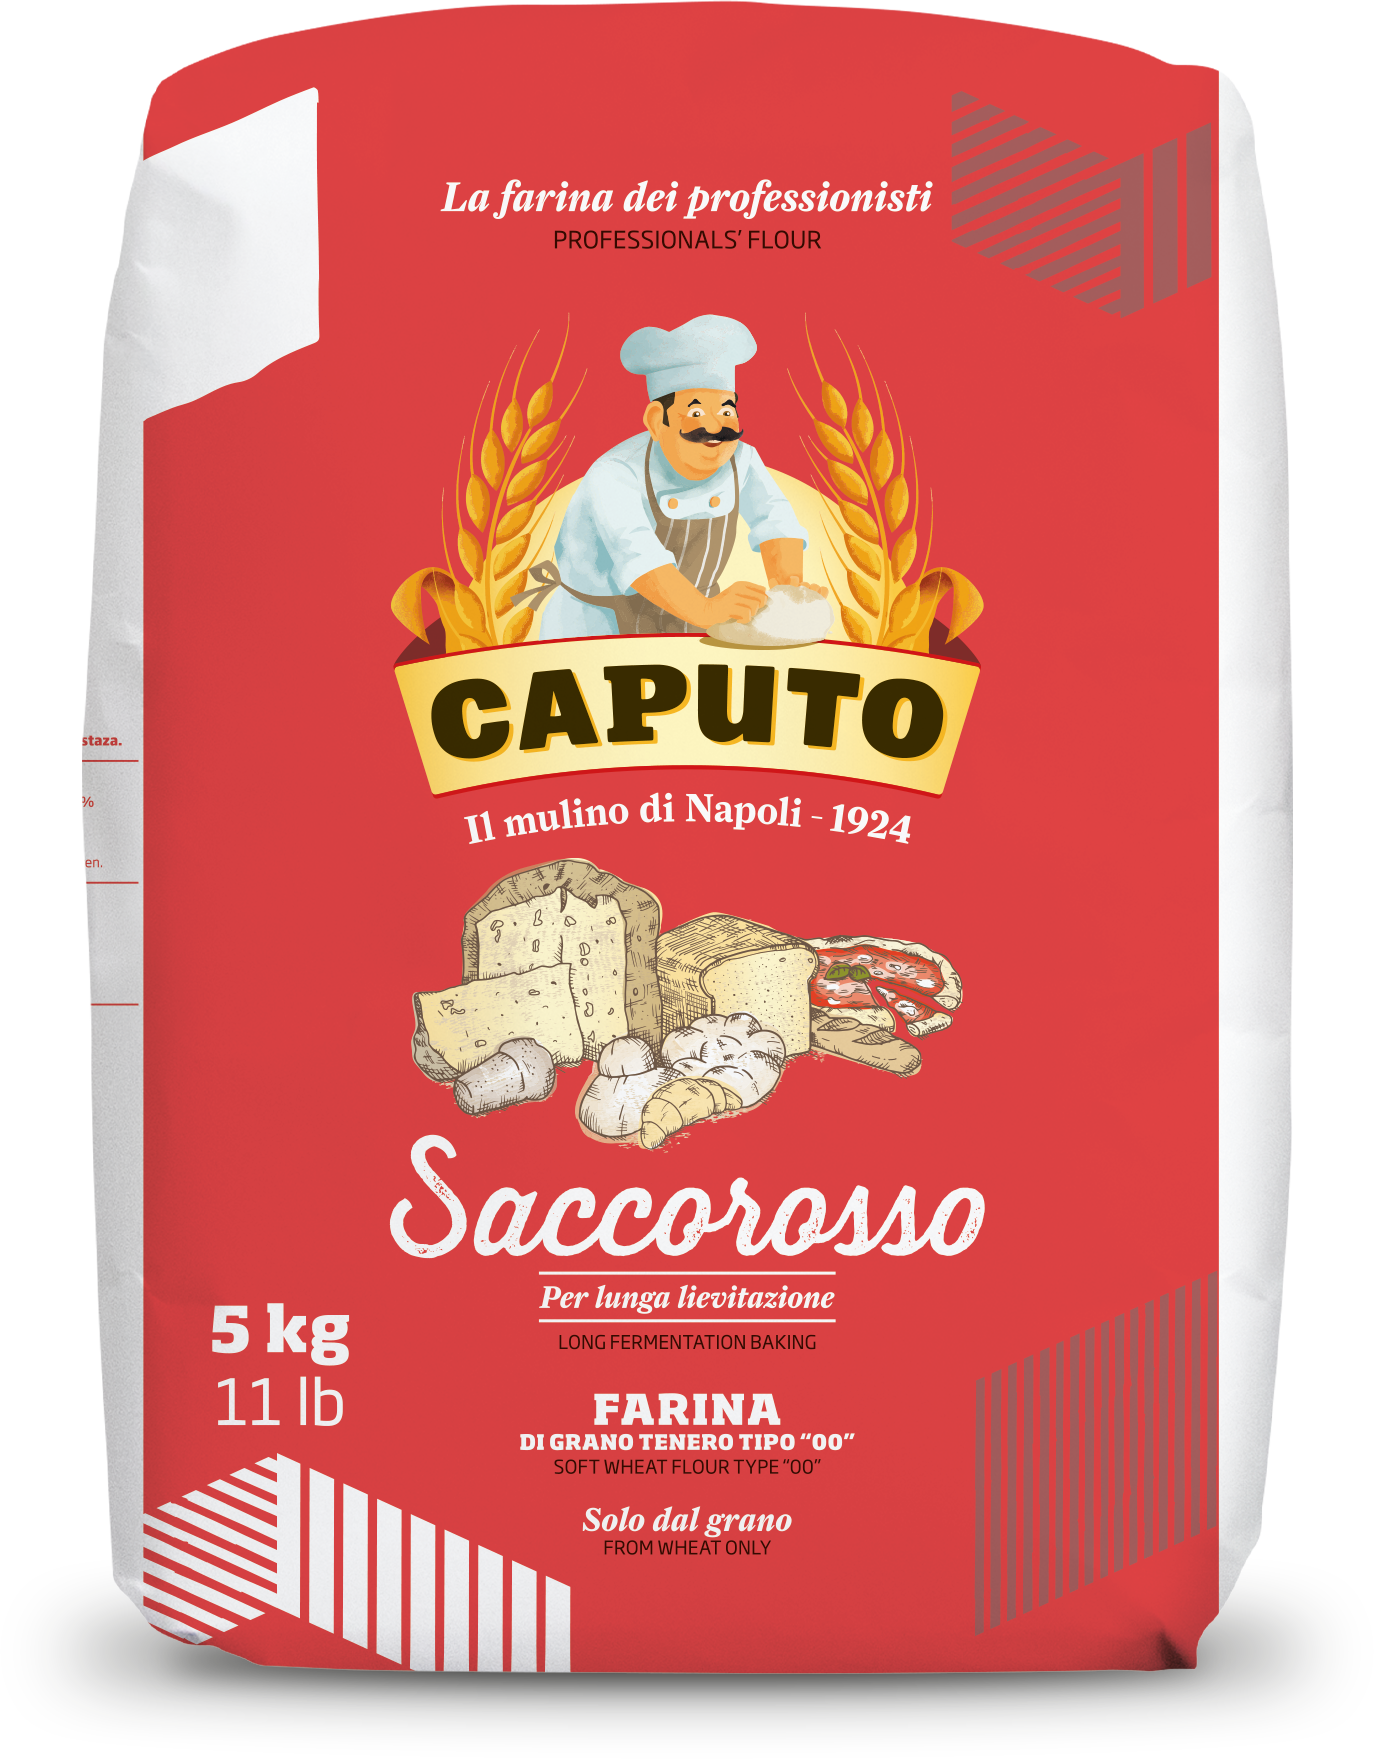 La farina dei professionisti
PROFESSIONALS’ FLOUR
CAPUTO
Il mulino di Napoli - 1924
staza.
%
en.
Saccorosso
Per lunga lievitazione
LONG FERMENTATION BAKING
5 kg
11 lb
FARINA
DI GRANO TENERO TIPO “00”
SOFT WHEAT FLOUR TYPE “00”
Solo dal grano
FROM WHEAT ONLY